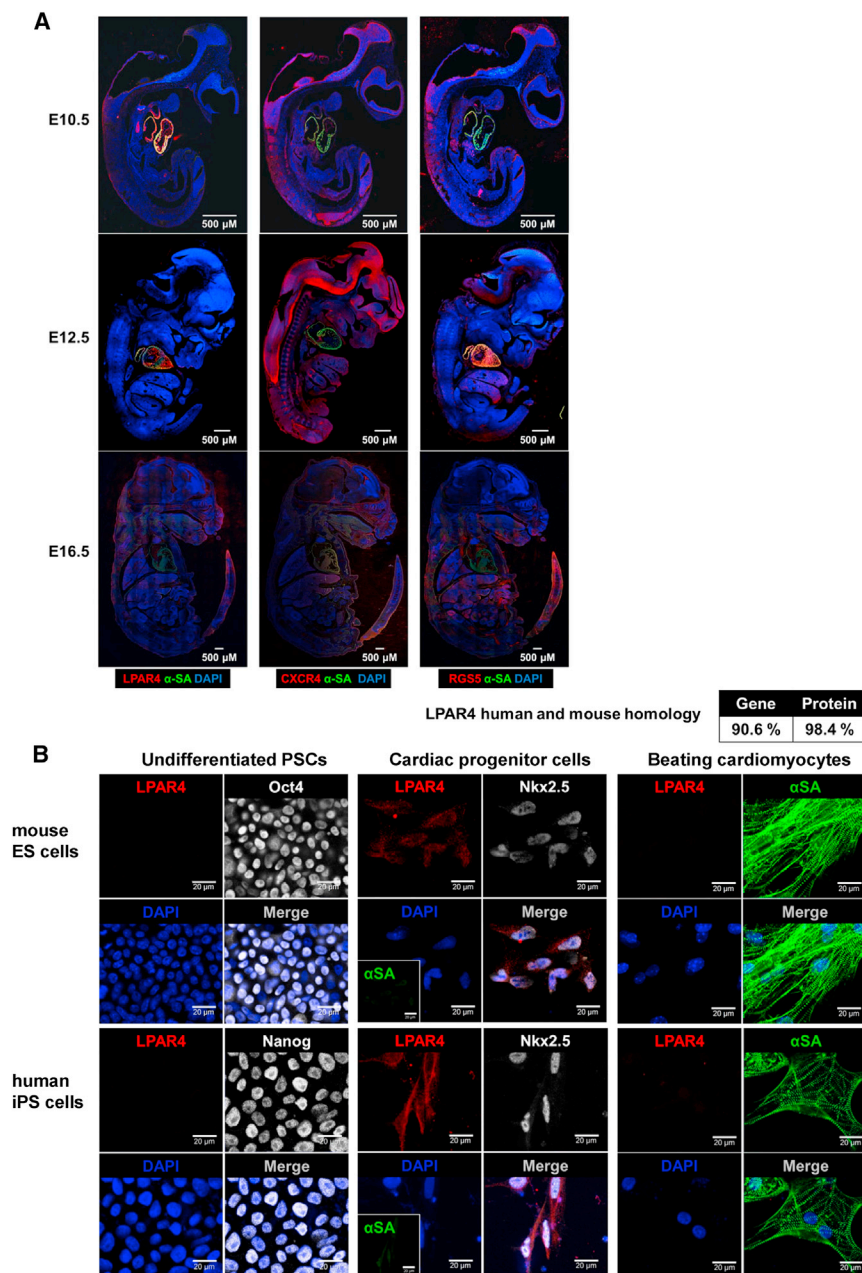 A
E10.5
500 µM
500 µM
500 µM
E12.5
500 µM
500 µM
500 µM
E16.5
500 µM
500 µM
500 µM
LPAR4 α-SA DAPI
CXCR4 α-SA DAPI
RGS5 α-SA DAPI
LPAR4 human and mouse homology
Gene Protein
90.6 % 98.4 %
B
Undifferentiated PSCs Cardiac progenitor cells Beating cardiomyocytes
mouse
ES cells
LPAR4 Oct4 LPAR4 Nkx2.5 LPAR4 αSA
20 µm 20 µm 20 µm 20 µm 20 µm 20 µm
DAPI Merge DAPI Merge DAPI Merge
αSA
20 µm
20 µm 20 µm 20 µm 20 µm 20 µm 20 µm
human
iPS cells
LPAR4 Nanog LPAR4 Nkx2.5 LPAR4 αSA
20 µm 20 µm 20 µm 20 µm 20 µm 20 µm
DAPI Merge DAPI Merge DAPI Merge
αSA
20 µm
20 µm 20 µm 20 µm 20 µm 20 µm 20 µm